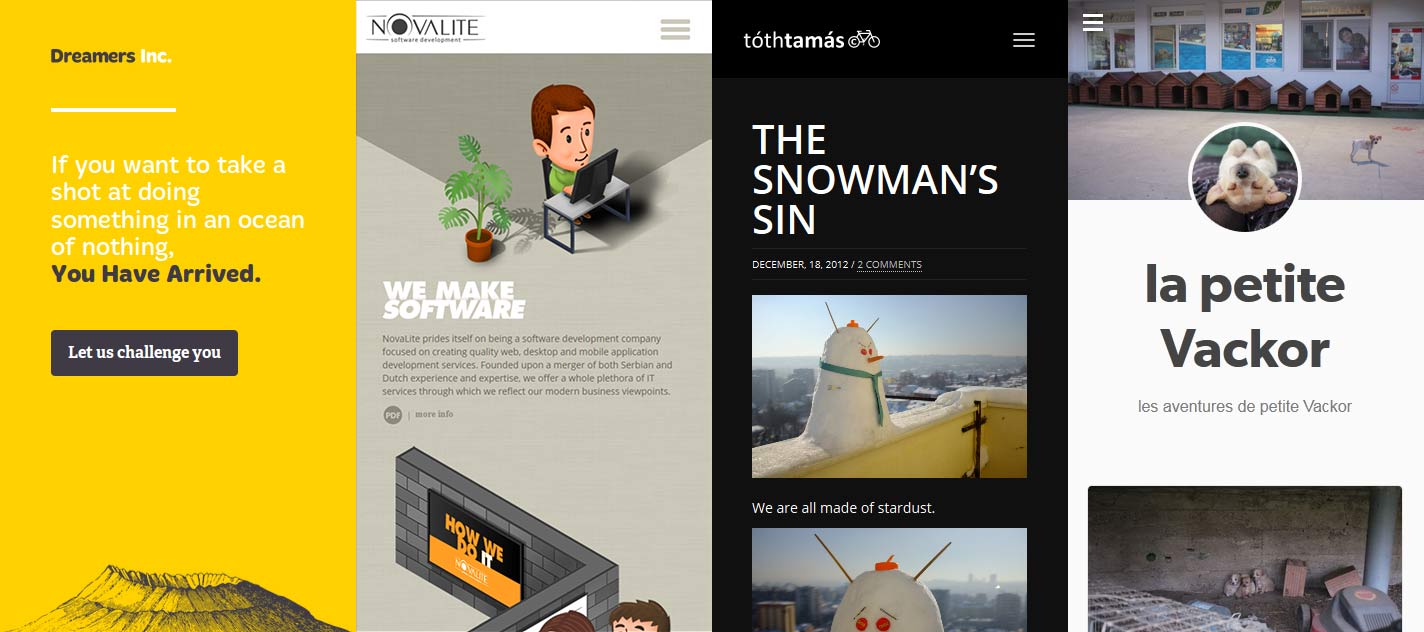 Dreamers Inc.
If you want to take a
shot at doing
something in an ocean
of nothing,
You Have Arrived.
Let us challenge you
NOVALITE
software development
WE MAKE
SOFTWARE
NovaLite prides itself on being a software development company
focused on creating quality web, desktop and mobile application
development services. Founded upon a merger of both Serbian and
Dutch experience and expertise, we offer a whole plethora of IT
services through which we reflect our modern business viewpoints.
PDF | more info
HOW WE
DO IT
NOVALITE
tóthtamás
THE
SNOWMAN’S
SIN
DECEMBER, 18, 2012 / 2 COMMENTS
We are all made of stardust.
la petite
Vackor
les aventures de petite Vackor